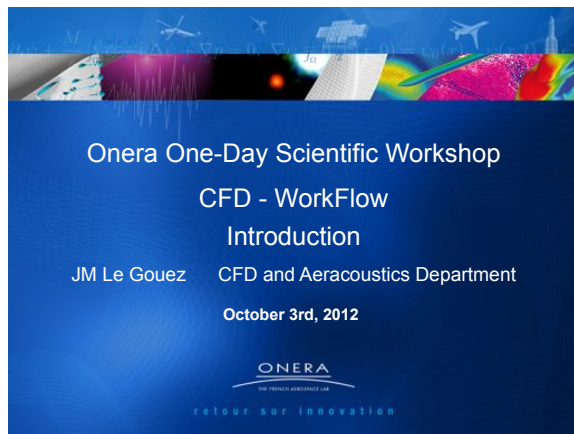 Onera One-Day Scientific Workshop
CFD - WorkFlow
Introduction
JM Le Gouez CFD and Aeracoustics Department
October 3rd, 2012
ONERA
THE FRENCH AEROSPACE LAB
retour sur innovation